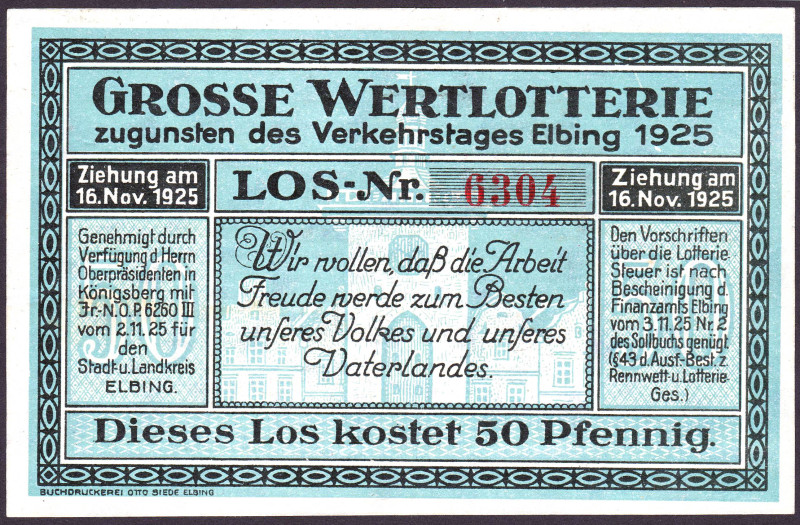 GROSSE WERTLOTTERIE
zugunsten des Verkehrstages Elbing 1925
Ziehung am
16. Nov. 1925
LOS-Nr. 6304
Ziehung am
16. Nov. 1925
Genehmigt durch
Verfügung d. Herrn
Oberpräsidenten in
Königsberg mit
Jr-N.O.P. 6260 III
vom 2.11.25 für
den
Stadt-u. Landkreis
ELBING.
Wir wollen, daß die Arbeit
Freude werde zum Besten
unseres Volkes und unseres
Vaterlandes.
Den Vorschriften
über die Lotterie-
Steuer ist nach
Bescheinigung d.
Finanzamts Elbing
vom 3.11.25 Nr. 2
des Sollbuchs genügt
(§43 d. Ausf.-Best. z.
Rennwett-u. Lotterie-
Ges.)
50
50
Dieses Los kostet 50 Pfennig.
BUCHDRUCKEREI OTTO SIEDE ELBING